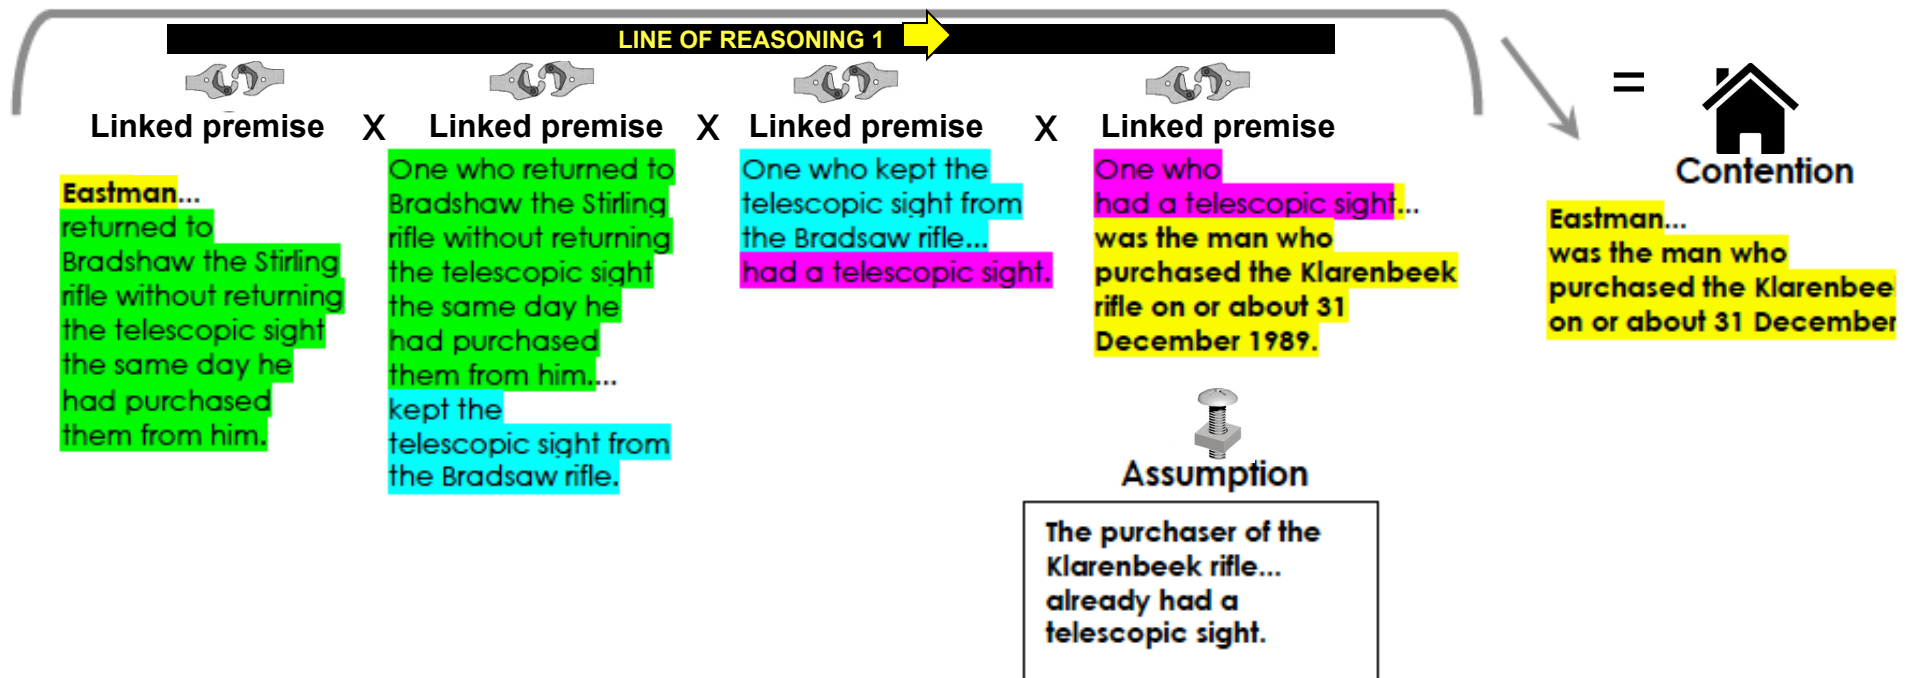 LINE OF REASONING 1
=
Linked premise X Linked premise X Linked premise X Linked premise
Contention
Eastman...
returned to
Bradshaw the Stirling
rifle without returning
the telescopic sight
the same day he
had purchased
them from him.
One who returned to
Bradshaw the Stirling
rifle without returning
the telescopic sight
the same day he
had purchased
them from him....
kept the
telescopic sight from
the Bradsaw rifle.
One who kept the
telescopic sight from
the Bradsaw rifle...
had a telescopic sight.
One who
had a telescopic sight...
was the man who
purchased the Klarenbeek
rifle on or about 31
December 1989.
Assumption
The purchaser of the
Klarenbeek rifle...
already had a
telescopic sight.
Eastman...
was the man who
purchased the Klarenbee
on or about 31 December